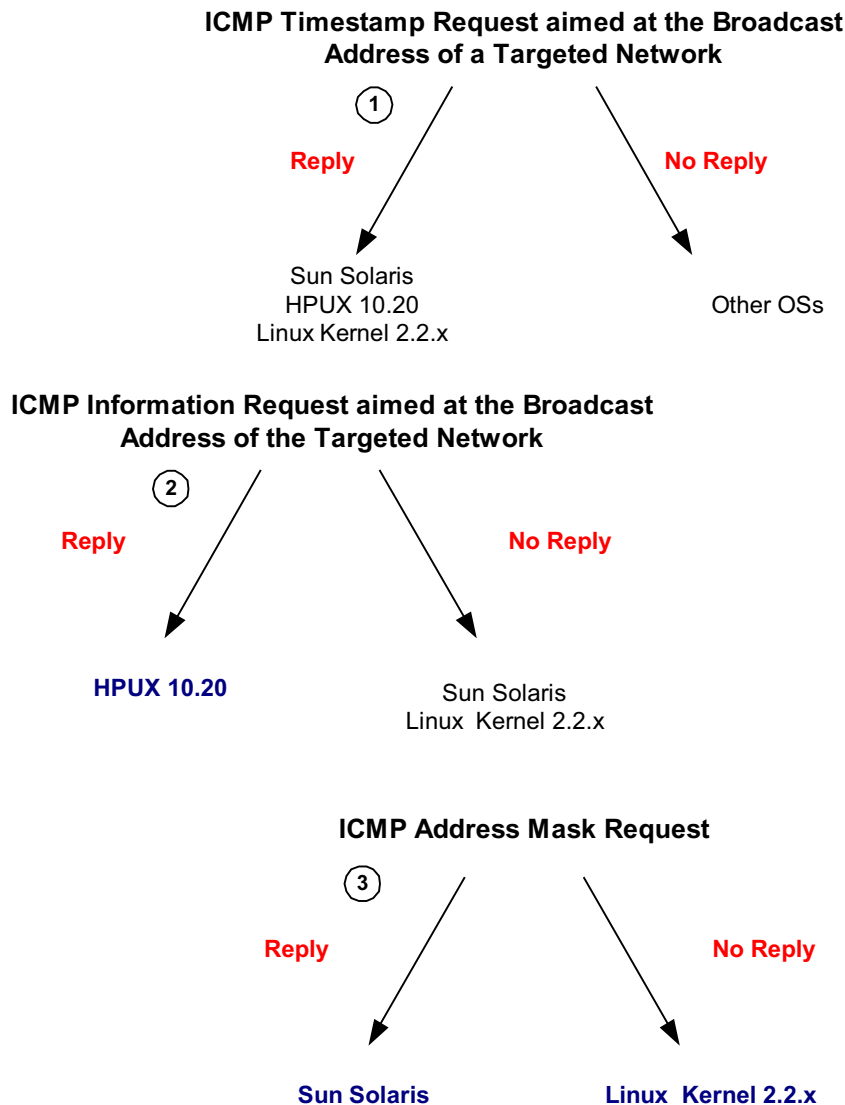 ICMP Timestamp Request aimed at the Broadcast
Address of a Targeted Network
1
Reply
No Reply
Sun Solaris
HPUX 10.20
Linux Kernel 2.2.x
Other OSs
ICMP Information Request aimed at the Broadcast
Address of the Targeted Network
2
Reply
No Reply
HPUX 10.20
Sun Solaris
Linux Kernel 2.2.x
ICMP Address Mask Request
3
Reply
No Reply
Sun Solaris
Linux Kernel 2.2.x